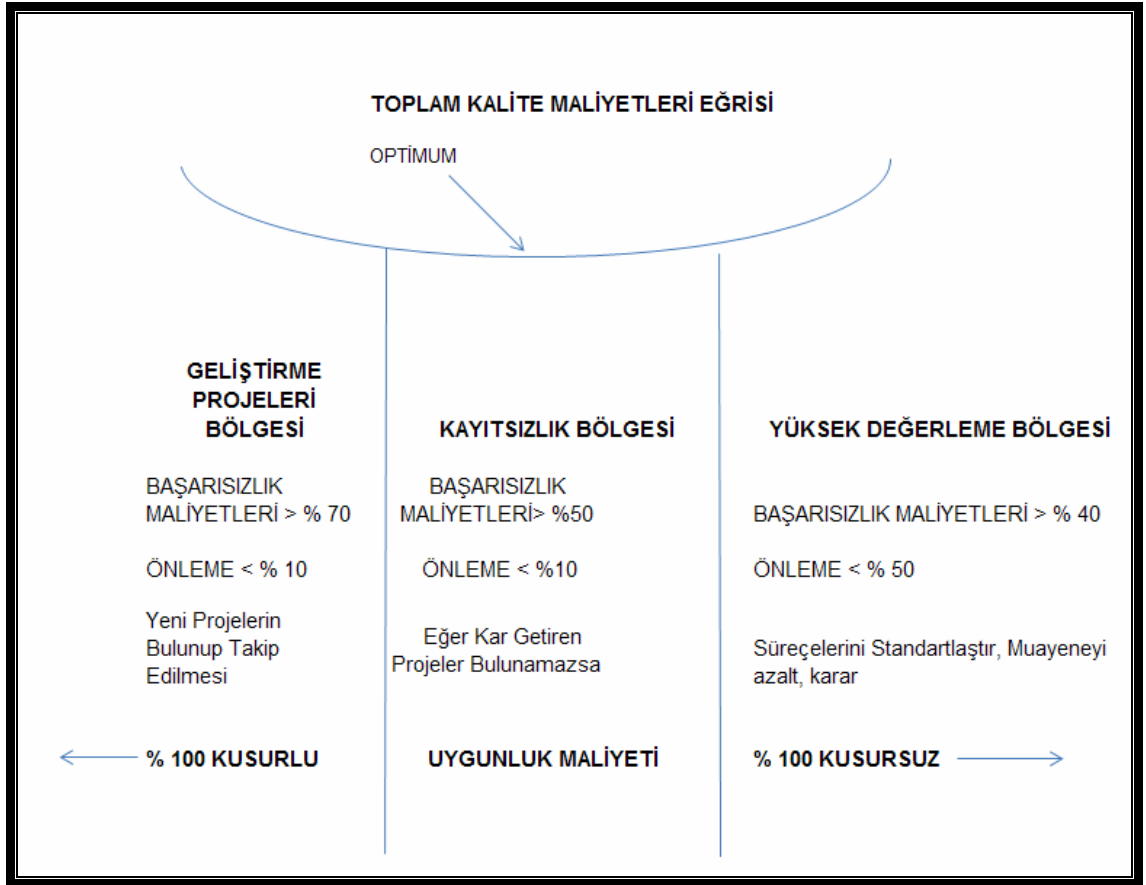 TOPLAM KALİTE MALİYETLERİ EĞRİSİ
OPTİMUM
GELİŞTİRME
PROJELERİ
BÖLGESİ
BAŞARISIZLIK
MALİYETLERİ > % 70
ÖNLEME < % 10
Yeni Projelerin
Bulunup Takip
Edilmesi
% 100 KUSURLU
KAYITSIZLIK BÖLGESİ
BAŞARISIZLIK
MALİYETLERİ> %50
ÖNLEME < %10
Eğer Kar Getiren
Projeler Bulunamazsa
UYGUNLUK MALİYETİ
YÜKSEK DEĞERLEME BÖLGESİ
BAŞARISIZLIK MALİYETLERİ > % 40
ÖNLEME < % 50
Süreçelerini Standartlaştır, Muayeneyi
azalt, karar
% 100 KUSURSUZ